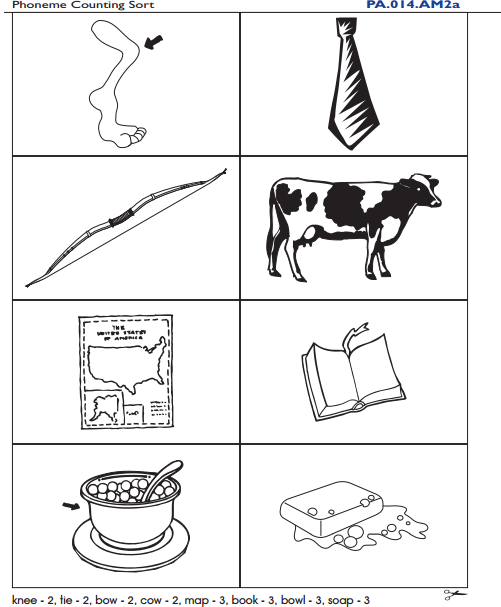 Phoneme Counting Sort PA.014.AM2a
THE
UNITED STATES
OF AMERICA
knee - 2, tie - 2, bow - 2, cow - 2, map - 3, book - 3, bowl - 3, soap - 3